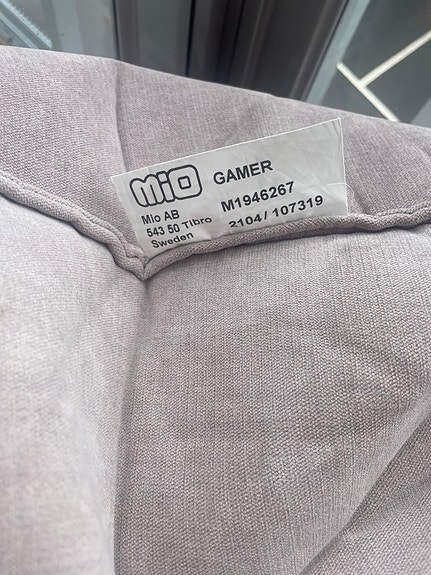 MiO
Mio AB
543 50 Tibro
Sweden
GAMER
M1946267
2104/ 107319